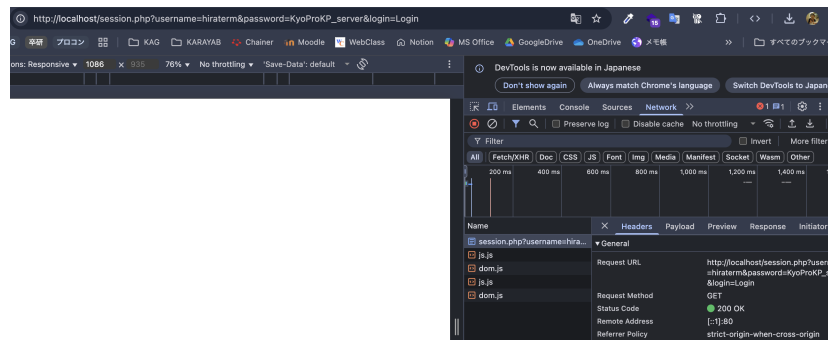 http://localhost/session.php?username=hiraterm&password=KyoProKP_server&login=Login
15
G 卒研 プロコン KAG KARAYAB Chainer Moodle WebClass Notion MS Office GoogleDrive OneDrive メモ帳 » すべてのブックマー
ons: Responsive ▼ 1086 × 935 76% ▼ No throttling ▼ 'Save-Data': default ▼
DevTools is now available in Japanese
Don't show again Always match Chrome's language Switch DevTools to Japan
Elements Console Sources Network » 1 1
Preserve log Disable cache No throttling
Filter Invert More filter
All Fetch/XHR Doc CSS JS Font Img Media Manifest Socket Wasm Other
200 ms 400 ms 600 ms 800 ms 1,000 ms 1,200 ms 1,400 ms
Name × Headers Payload Preview Response Initiator
session.php?username=hira...
js.js
dom.js
js.js
dom.js
▼ General
Request URL http://localhost/session.php?usern
=hiraterm&password=KyoProKP_s
&login=Login
Request Method GET
Status Code 200 OK
Remote Address [::1]:80
Referrer Policy strict-origin-when-cross-origin